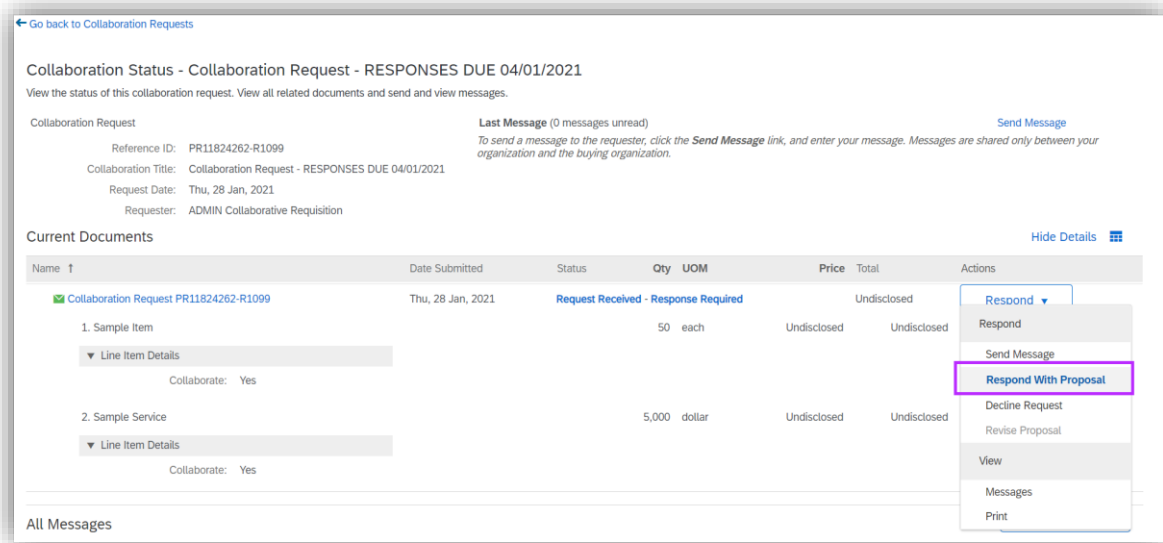 Go back to Collaboration Requests
Collaboration Status - Collaboration Request - RESPONSES DUE 04/01/2021
View the status of this collaboration request. View all related documents and send and view messages.
Collaboration Request
Reference ID: PR11824262-R1099
Collaboration Title: Collaboration Request - RESPONSES DUE 04/01/2021
Request Date: Thu, 28 Jan, 2021
Requester: ADMIN Collaborative Requisition
Last Message (0 messages unread) Send Message
To send a message to the requester, click the Send Message link, and enter your message. Messages are shared only between your
organization and the buying organization.
Current Documents Hide Details
Name ↑ Date Submitted Status Qty UOM Price Total Actions
Collaboration Request PR11824262-R1099 Thu, 28 Jan, 2021 Request Received - Response Required Undisclosed Respond ▼
1. Sample Item 50 each Undisclosed Undisclosed
▼ Line Item Details
Collaborate: Yes
2. Sample Service 5,000 dollar Undisclosed Undisclosed
▼ Line Item Details
Collaborate: Yes
Respond
Send Message
Respond With Proposal
Decline Request
Revise Proposal
View
Messages
Print
All Messages